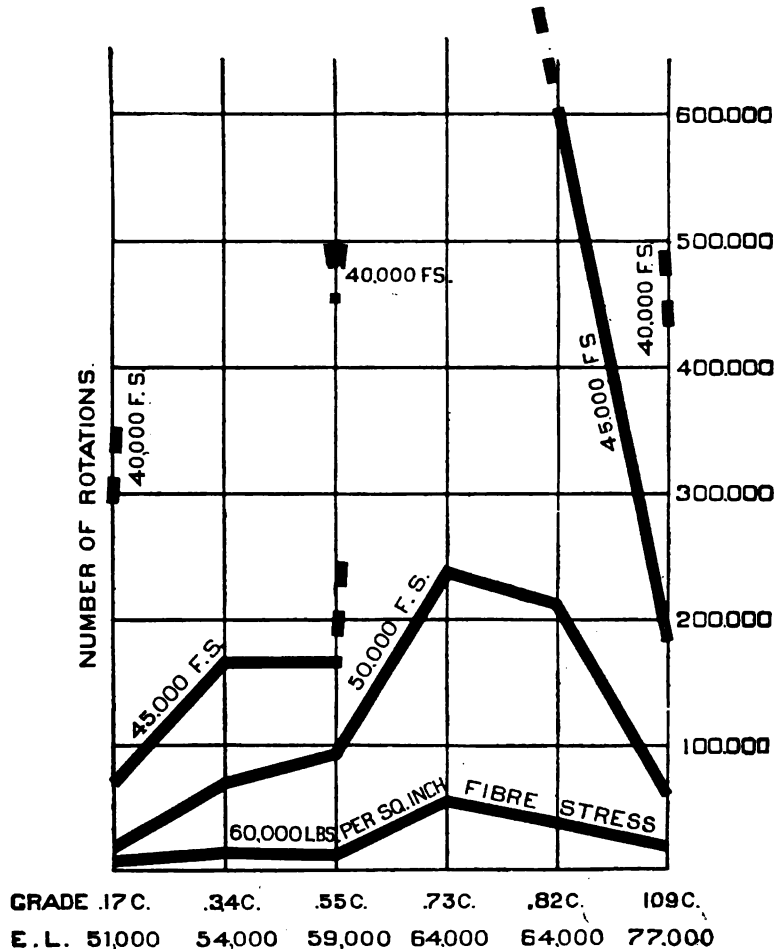 600.000
500.000
40,000 FS.
40.000 F.S.
45.000 FS
400.000
40,000 F.S.
NUMBER OF ROTATIONS.
300.000
200.000
45.000 F.S.
50.000 F.S.
100.000
60,000 LBS. PER SQ. INCH FIBRE STRESS
GRADE .17C. .34C. .55C. .73C. .82C. 109C.
E.L. 51,000 54,000 59,000 64,000 64,000 77.000